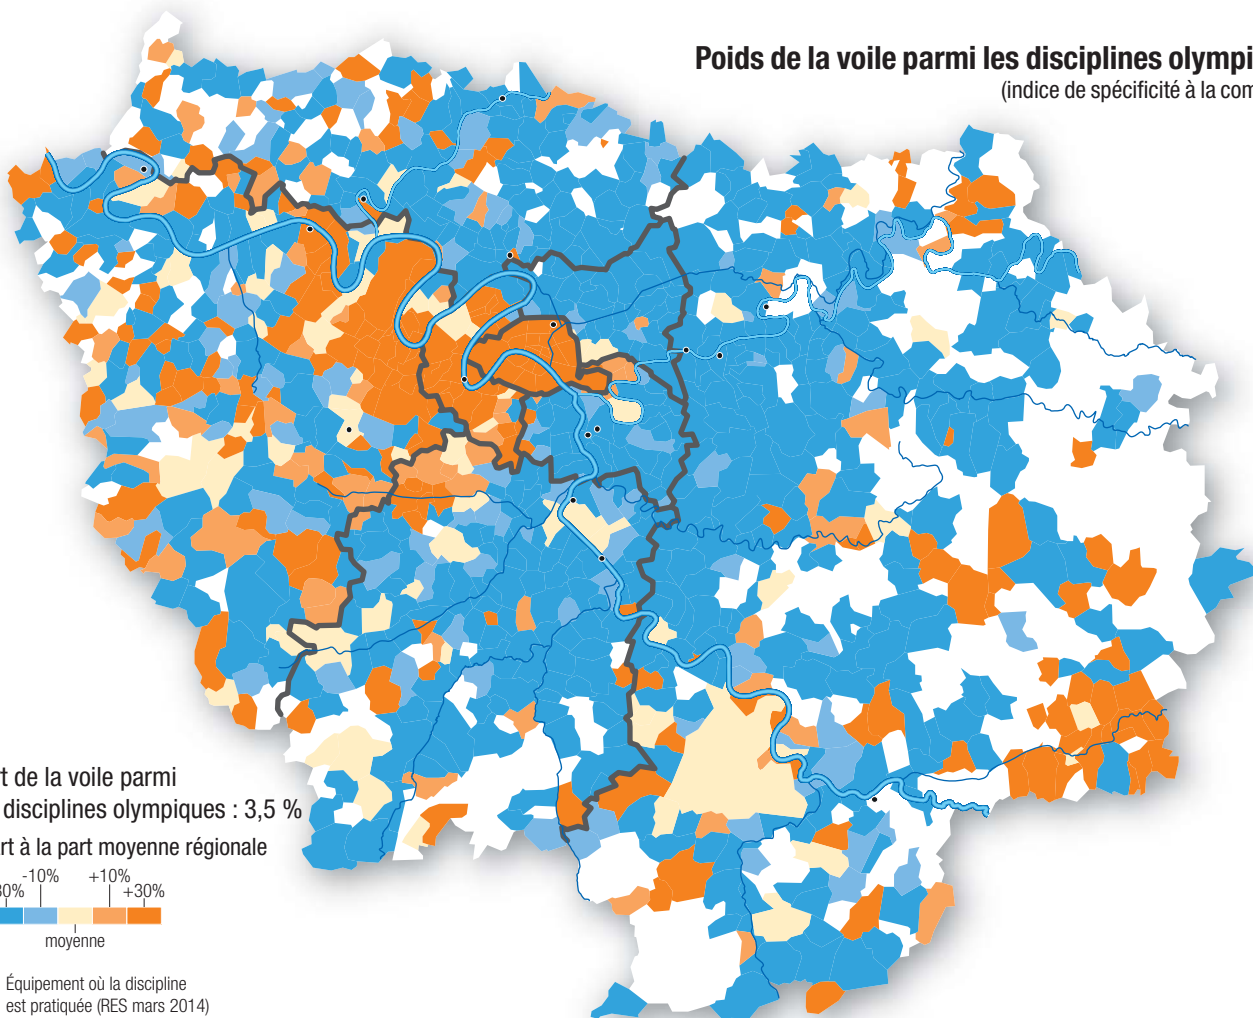 Poids de la voile parmi les disciplines olympi
(indice de spécificité à la com
rt de la voile parmi
disciplines olympiques : 3,5 %
rt à la part moyenne régionale
-10% +10%
30% +30%
moyenne
Équipement où la discipline
est pratiquée (RES mars 2014)